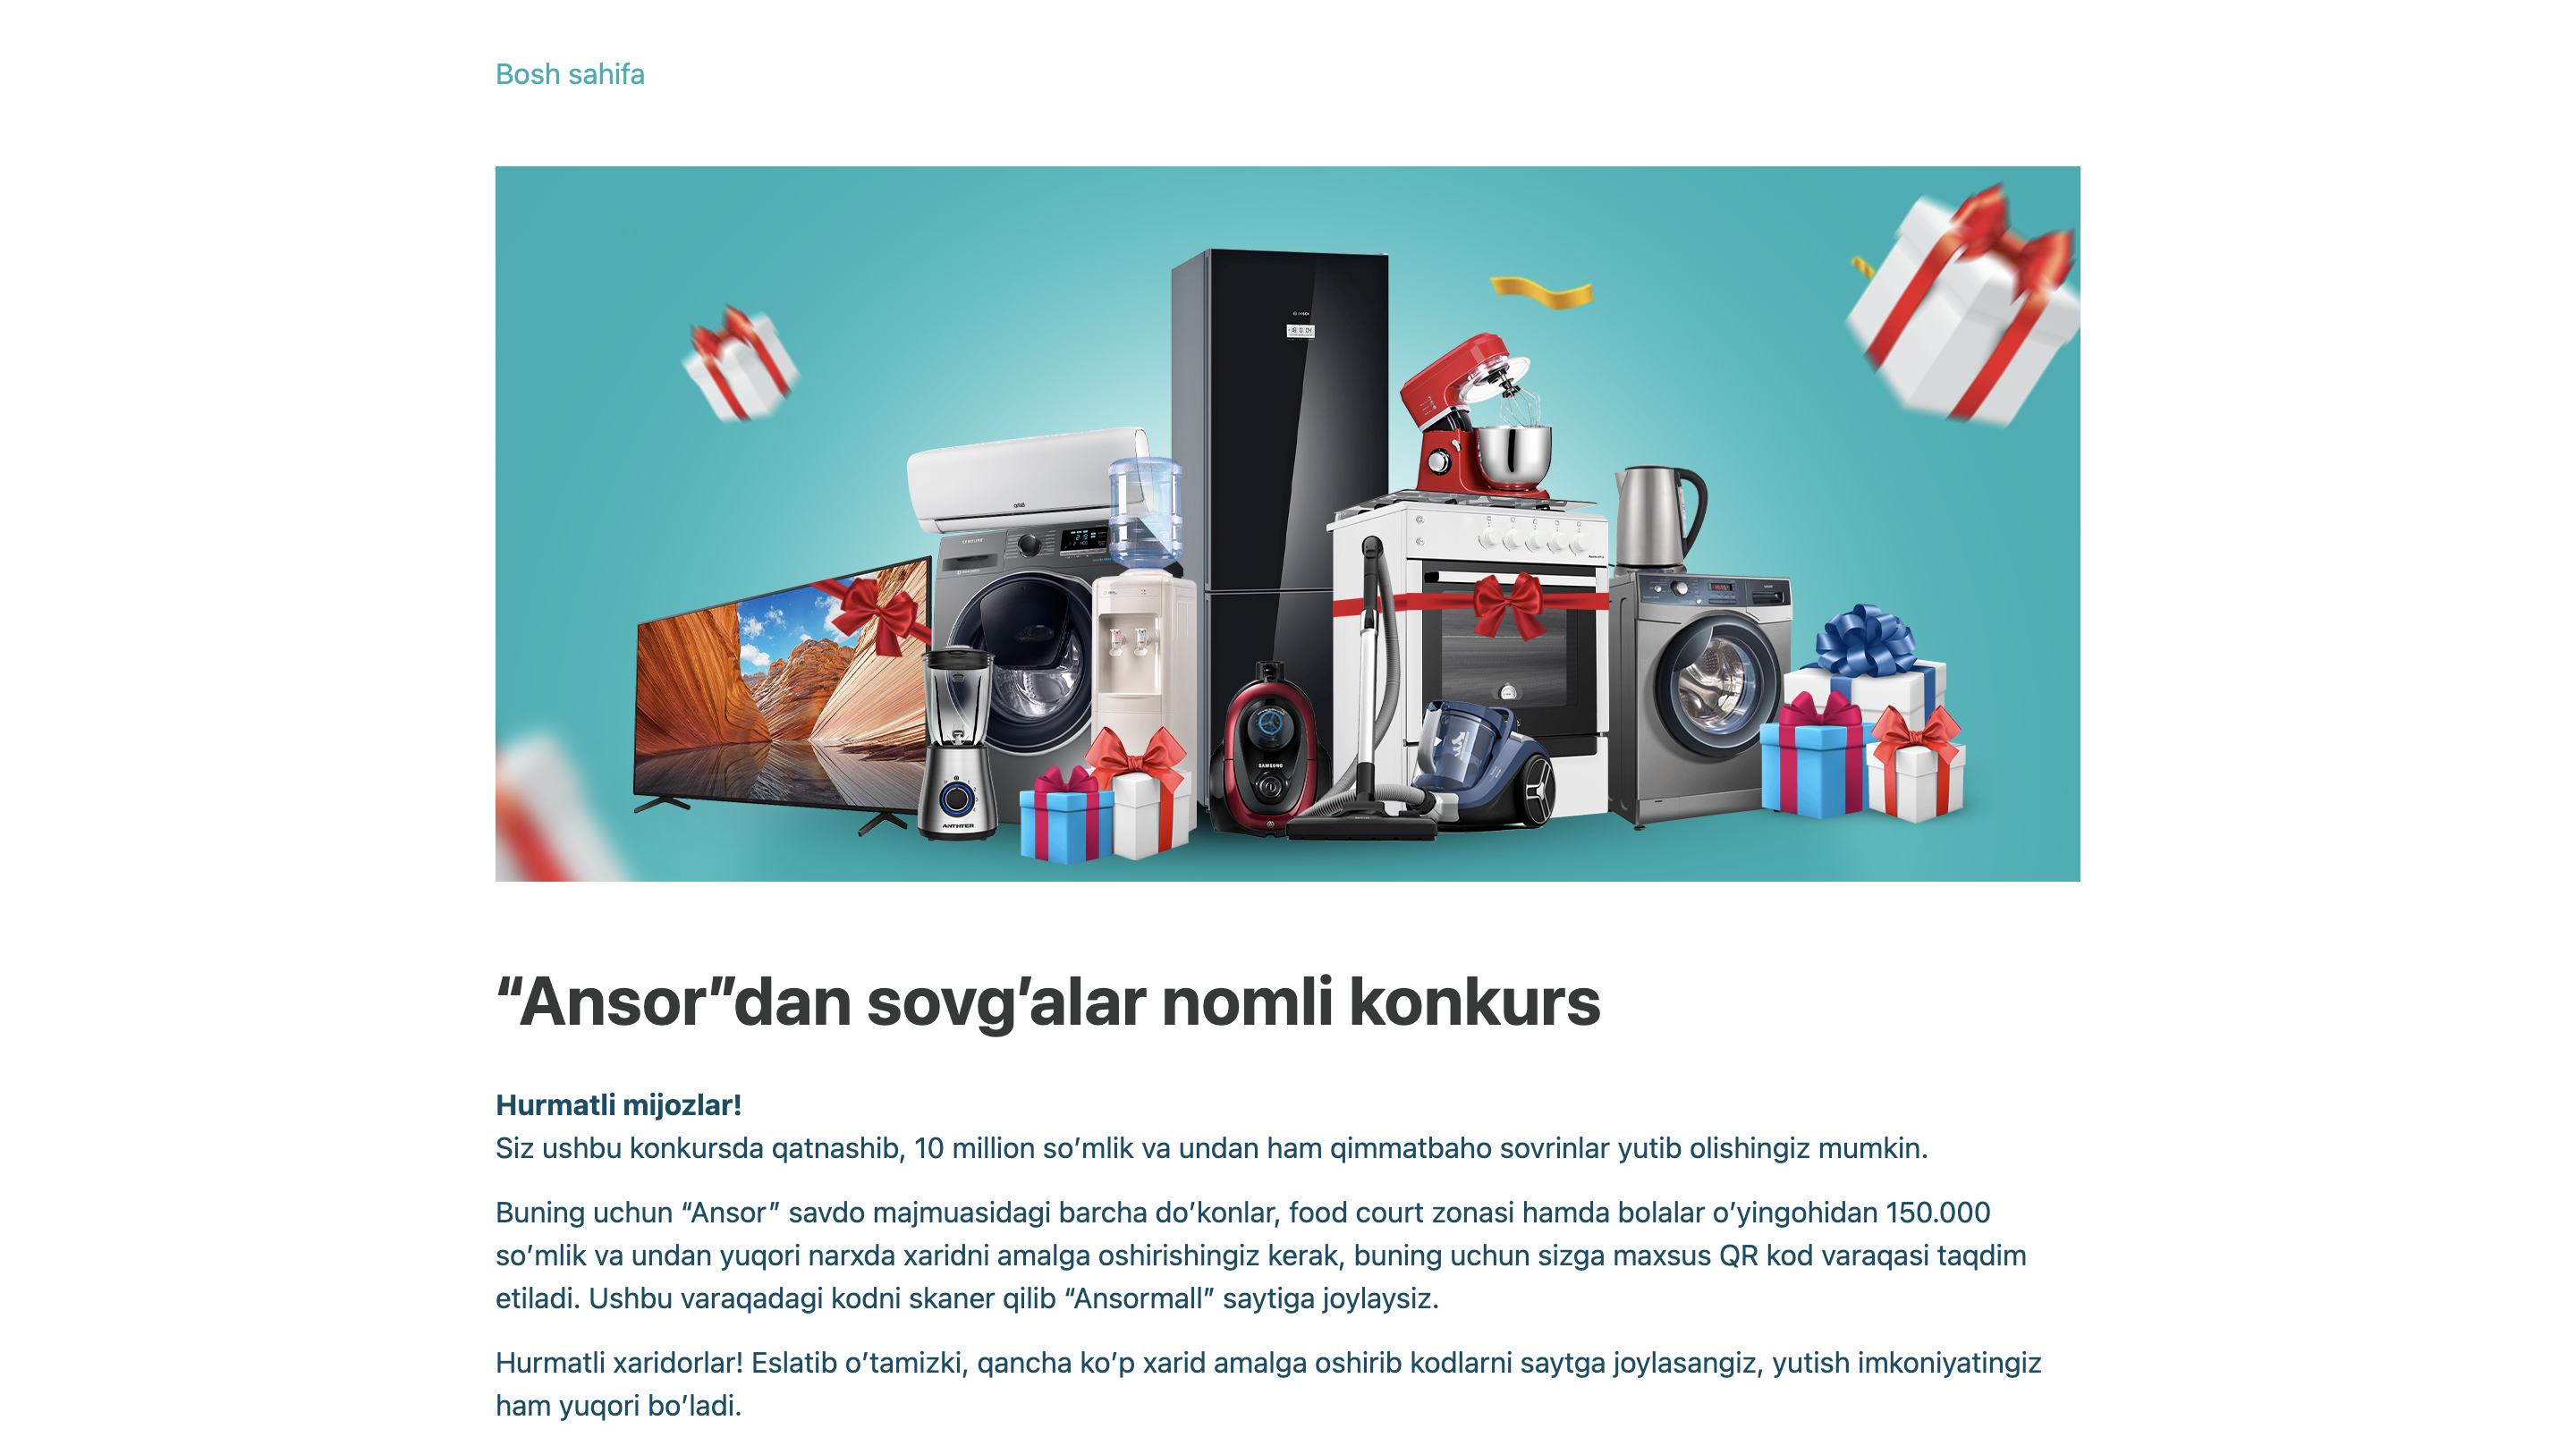 Bosh sahifa
artel
SAMSUNG
ANTHTER
“Ansor”dan sovg’alar nomli konkurs
Hurmatli mijozlar!
Siz ushbu konkursda qatnashib, 10 million so’mlik va undan ham qimmatbaho sovrinlar yutib olishingiz mumkin.
Buning uchun “Ansor” savdo majmuasidagi barcha do’konlar, food court zonasi hamda bolalar o’yingohidan 150.000
so’mlik va undan yuqori narxda xaridni amalga oshirishingiz kerak, buning uchun sizga maxsus QR kod varaqasi taqdim
etiladi. Ushbu varaqadagi kodni skaner qilib “Ansormall” saytiga joylaysiz.
Hurmatli xaridorlar! Eslatib o’tamizki, qancha ko’p xarid amalga oshirib kodlarni saytga joylasangiz, yutish imkoniyatingiz
ham yuqori bo’ladi.